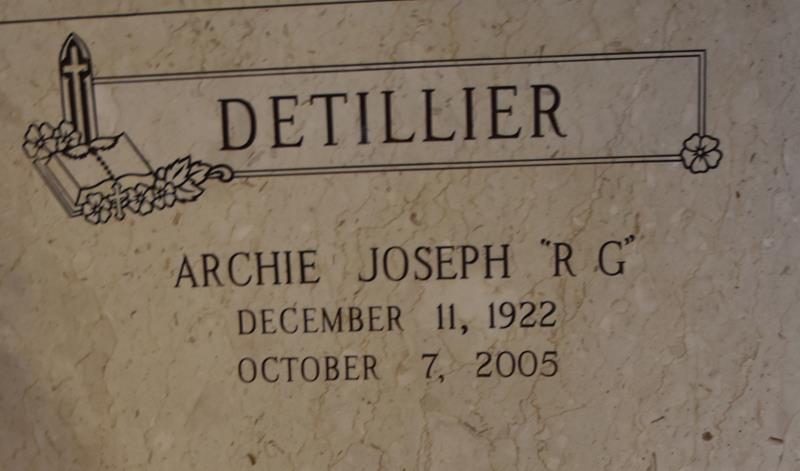 DETILLIER
ARCHIE JOSEPH "R G"
DECEMBER 11, 1922
OCTOBER 7, 2005